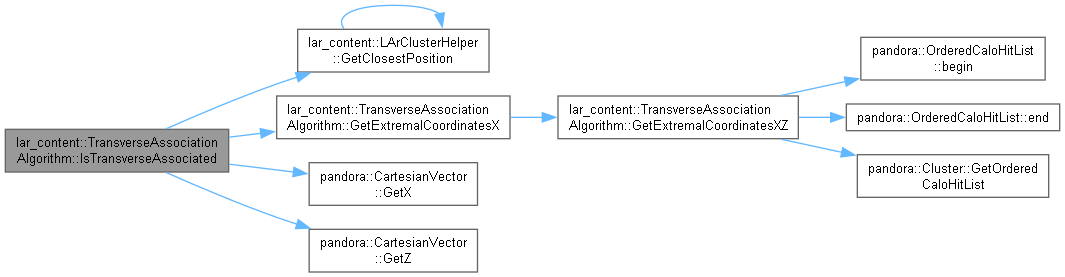 lar_content::TransverseAssociation
Algorithm::IsTransverseAssociated
lar_content::LArClusterHelper
::GetClosestPosition
lar_content::TransverseAssociation
Algorithm::GetExtremalCoordinatesX
pandora::CartesianVector
::GetX
pandora::CartesianVector
::GetZ
lar_content::TransverseAssociation
Algorithm::GetExtremalCoordinatesXZ
pandora::OrderedCaloHitList
::begin
pandora::OrderedCaloHitList::end
pandora::Cluster::GetOrdered
CaloHitList